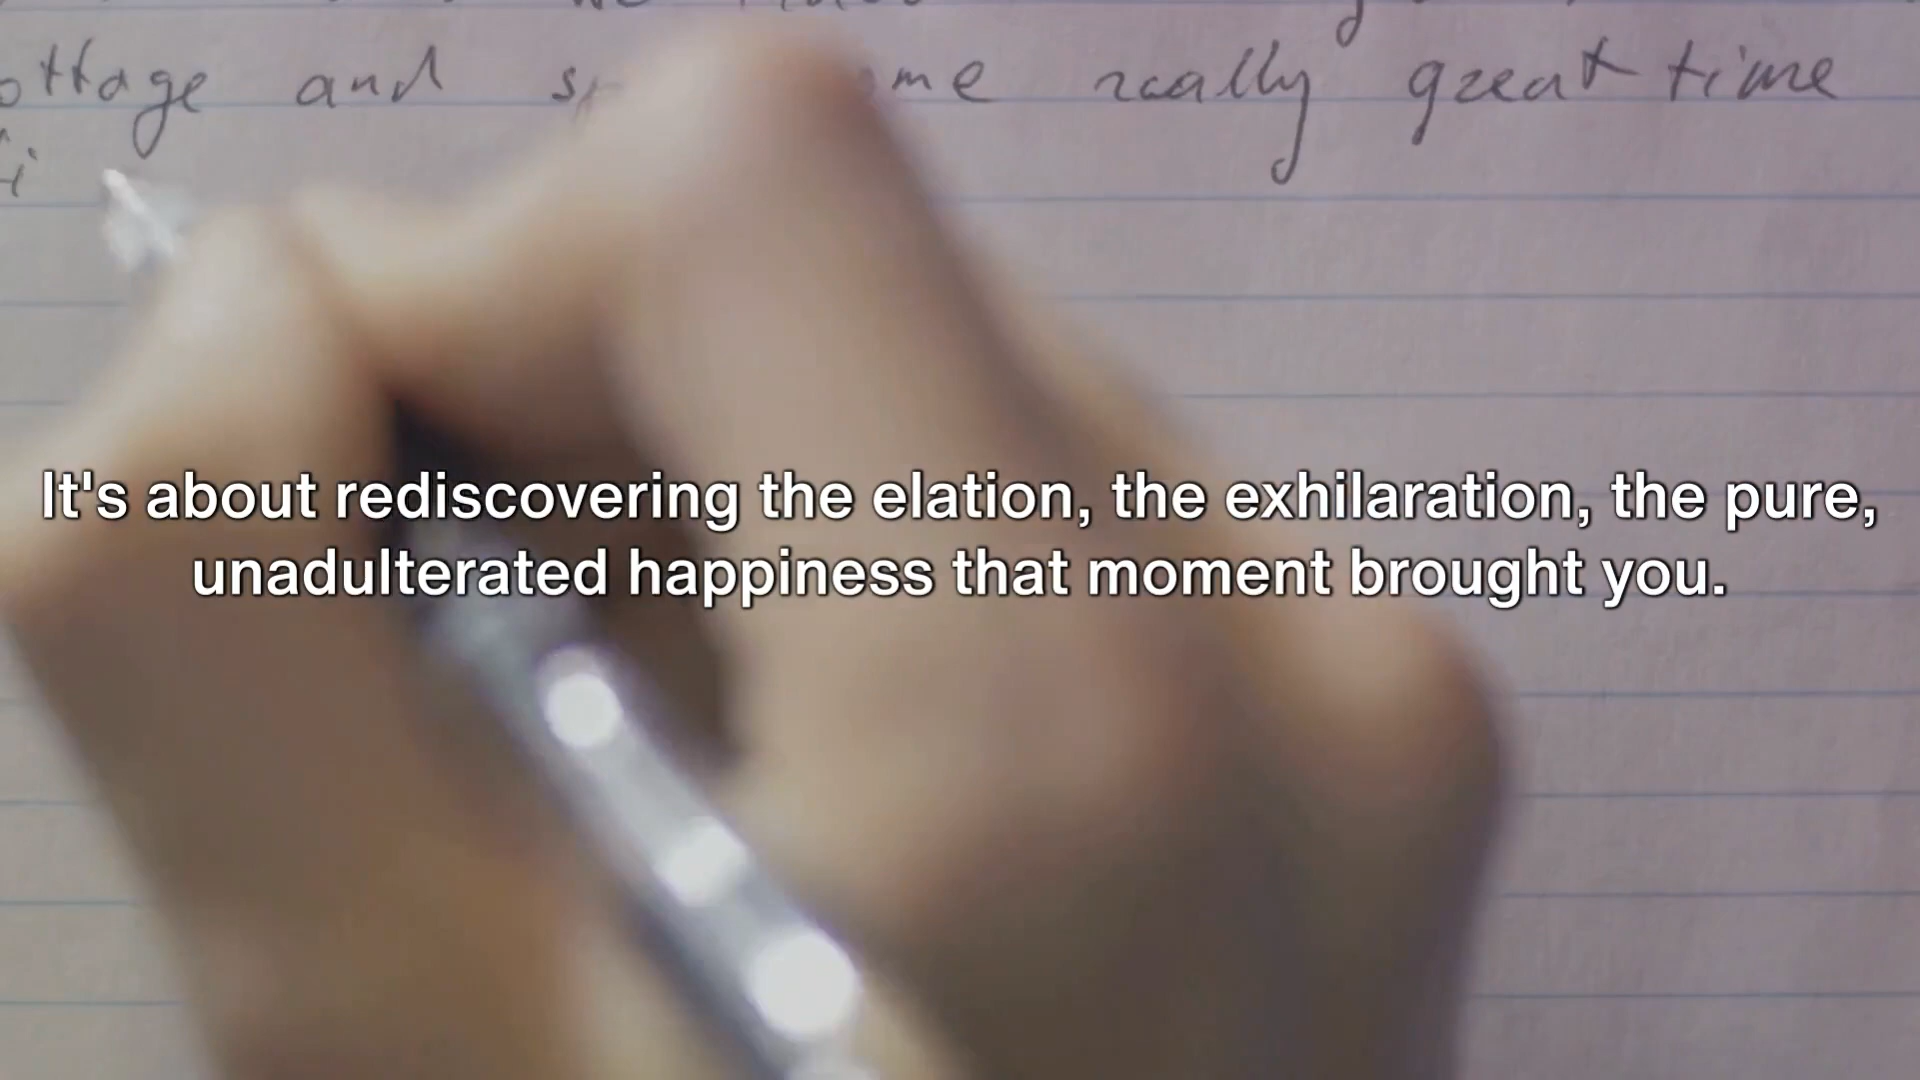 ottage and me really great time
It's about rediscovering the elation, the exhilaration, the pure,
unadulterated happiness that moment brought you.